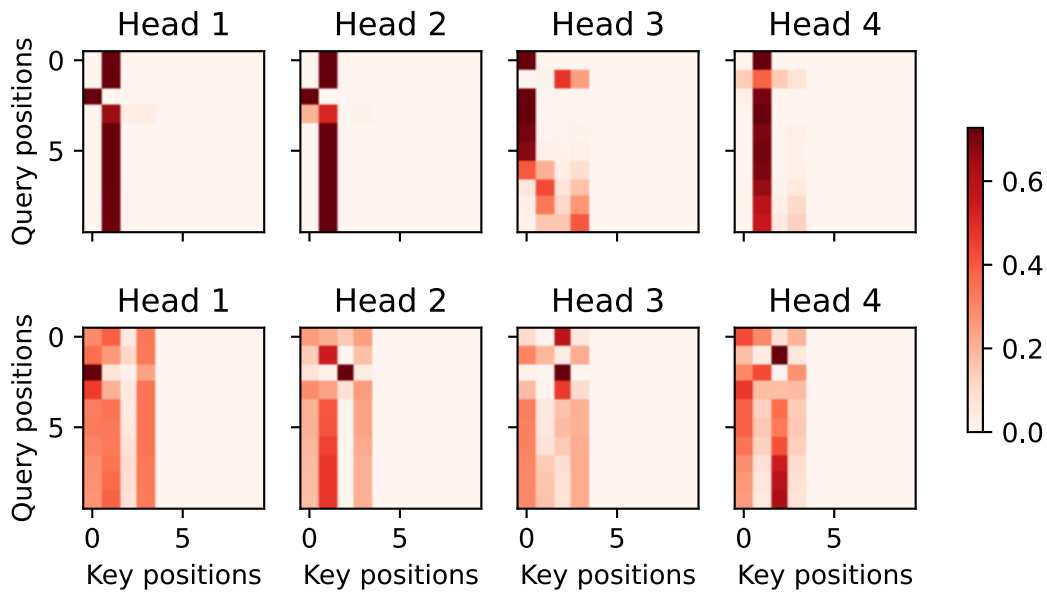 Head 1 Head 2 Head 3 Head 4
Query positions
0
5
0.6
0.4
0.2
0.0
Head 1 Head 2 Head 3 Head 4
Query positions
0
5
0 5 0 5 0 5 0 5
Key positions Key positions Key positions Key positions